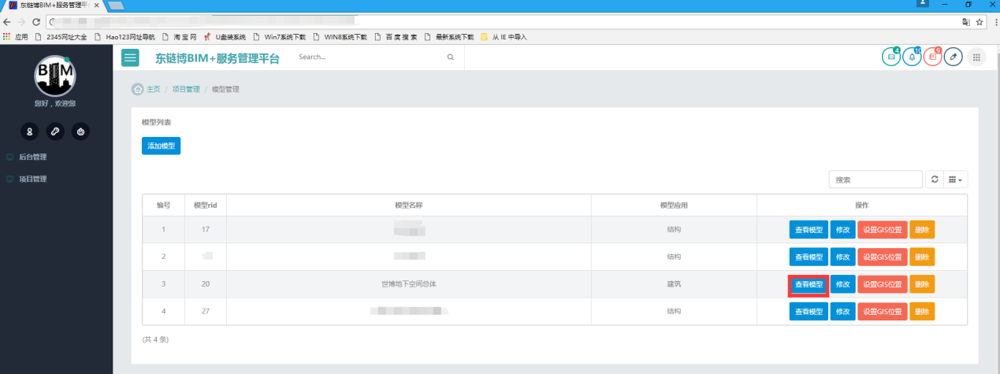 东链博BIM+服务管理平
应用 2345网址大全 Hao123网址导航 淘 宝 网 U盘装系统 Win7系统下载 WIN8系统下载 百 度 搜 索 最新系统下载 从 IE 中导入
BIM
您好，欢迎您
后台管理
项目管理
东链博BIM+服务管理平台 Search... 4 10 9
主页 / 项目管理 / 模型管理
模型列表
添加模型
搜索
编号 模型rid 模型名称 模型应用 操作
1 17 结构 查看模型 修改 设置GIS位置 删除
2 结构 查看模型 修改 设置GIS位置 删除
3 20 世博地下空间总体 建筑 查看模型 修改 设置GIS位置 删除
4 27 结构 查看模型 修改 设置GIS位置 删除
(共 4 条)